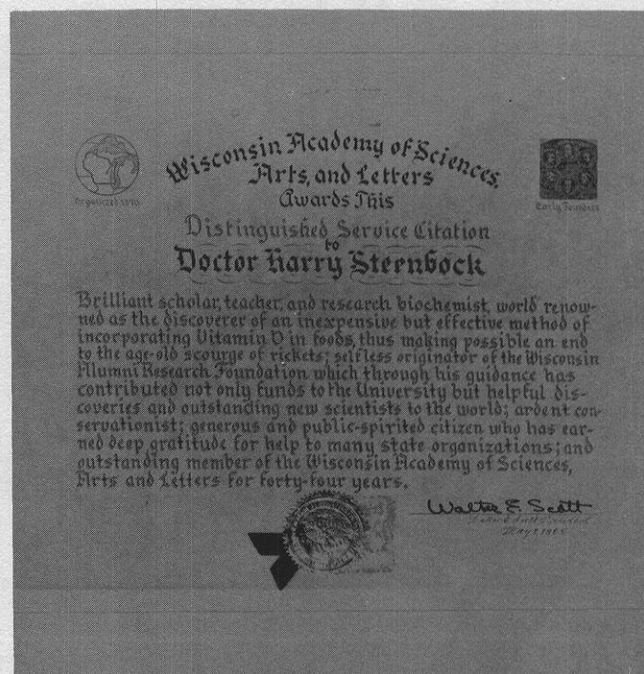 Wisconsin Academy of Sciences,
Arts, and Letters
Awards This
Organized 1870
Early Founders
Distinguished Service Citation
to
Doctor Harry Steenbock
Brilliant scholar, teacher, and research biochemist, world renow-
ned as the discoverer of an inexpensive but effective method of
incorporating Vitamin D in foods, thus making possible an end
to the age-old scourge of rickets; selfless originator of the Wisconsin
Alumni Research Foundation which through his guidance has
contributed not only funds to the University but helpful dis-
coveries and outstanding new scientists to the world; ardent con-
servationist; generous and public-spirited citizen who has ear-
ned deep gratitude for help to many state organizations; and
outstanding member of the Wisconsin Academy of Sciences,
Arts and Letters for forty-four years.
Walter E. Scott